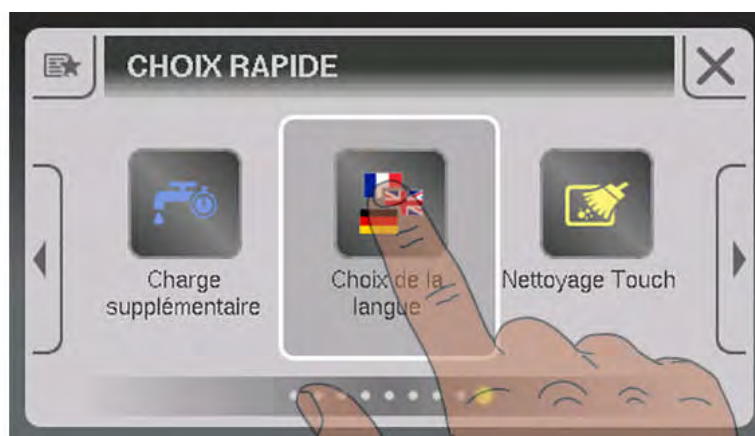 CHOIX RAPIDE
Charge
supplémentaire
Choix de la
langue
Nettoyage Touch